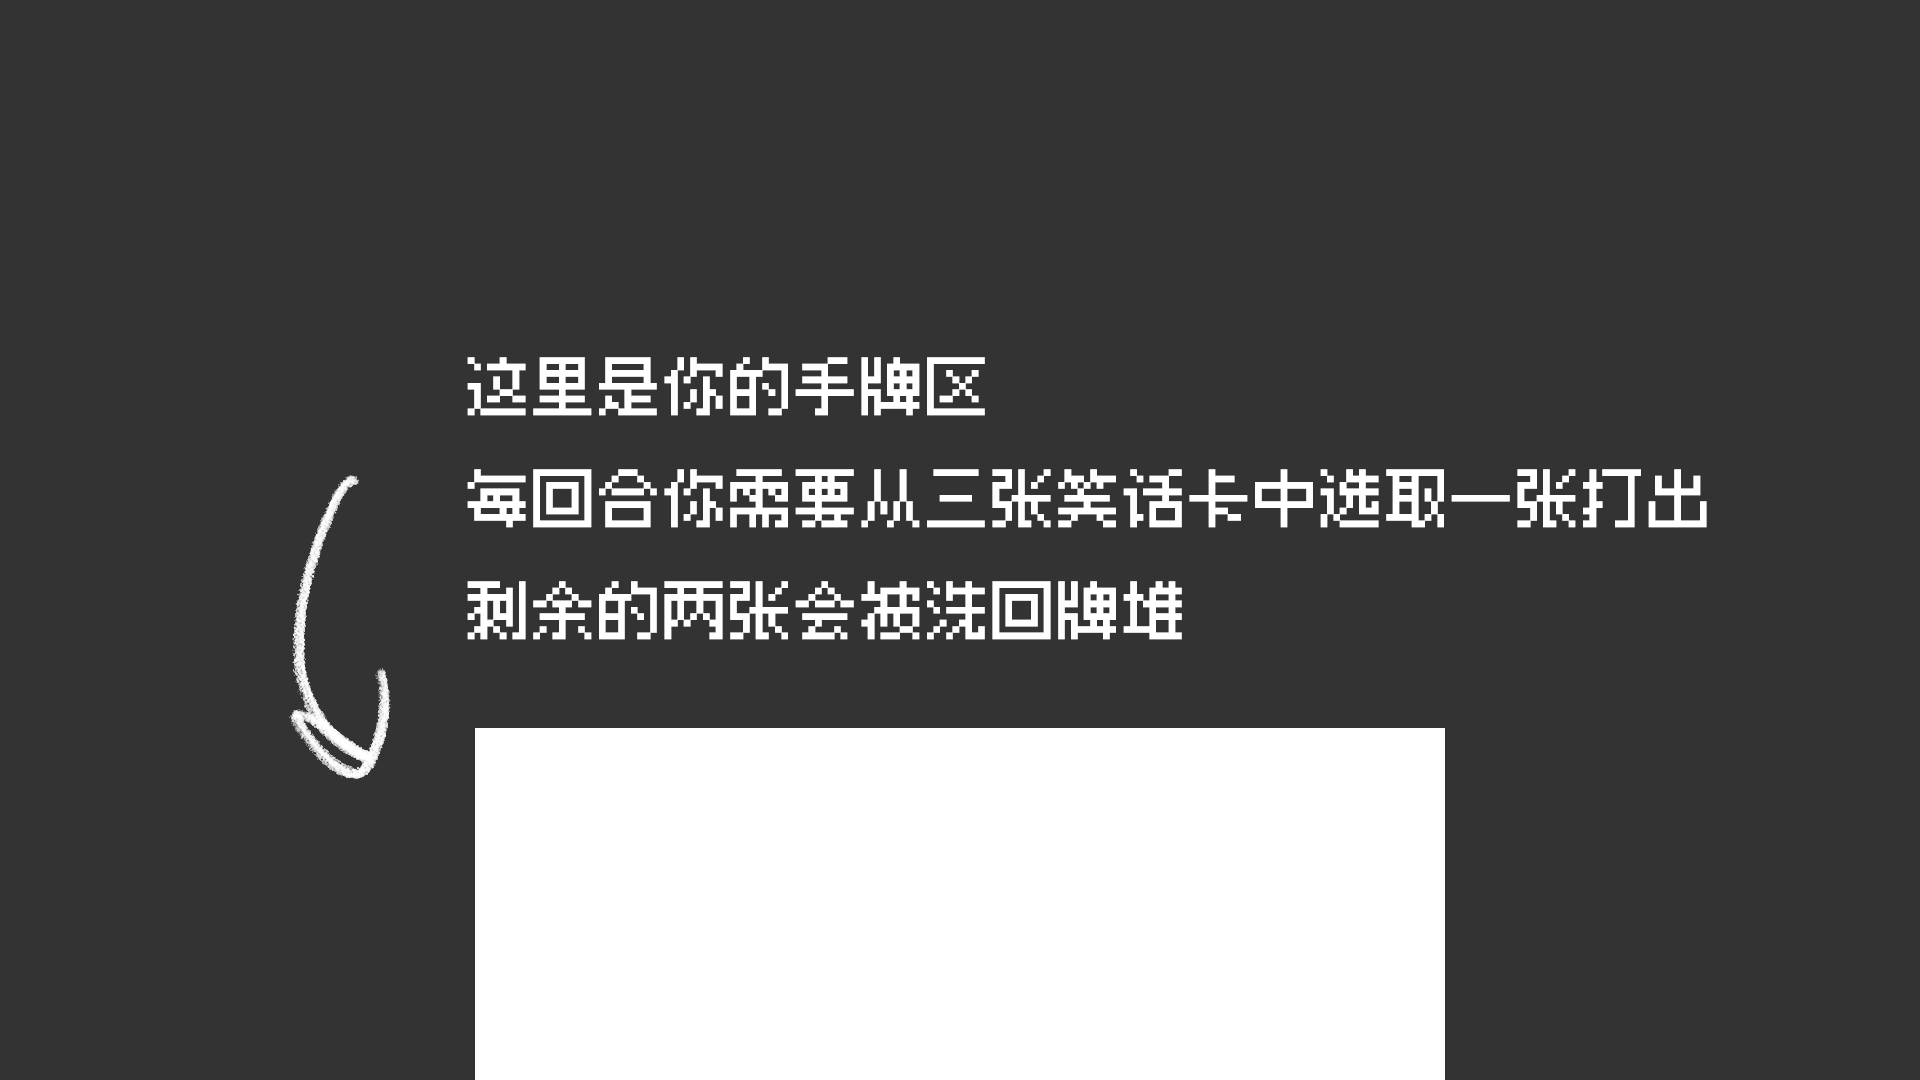 这里是你的手牌区
每回合你需要从三张笑话卡中选取一张打出
剩余的两张会被洗回牌堆